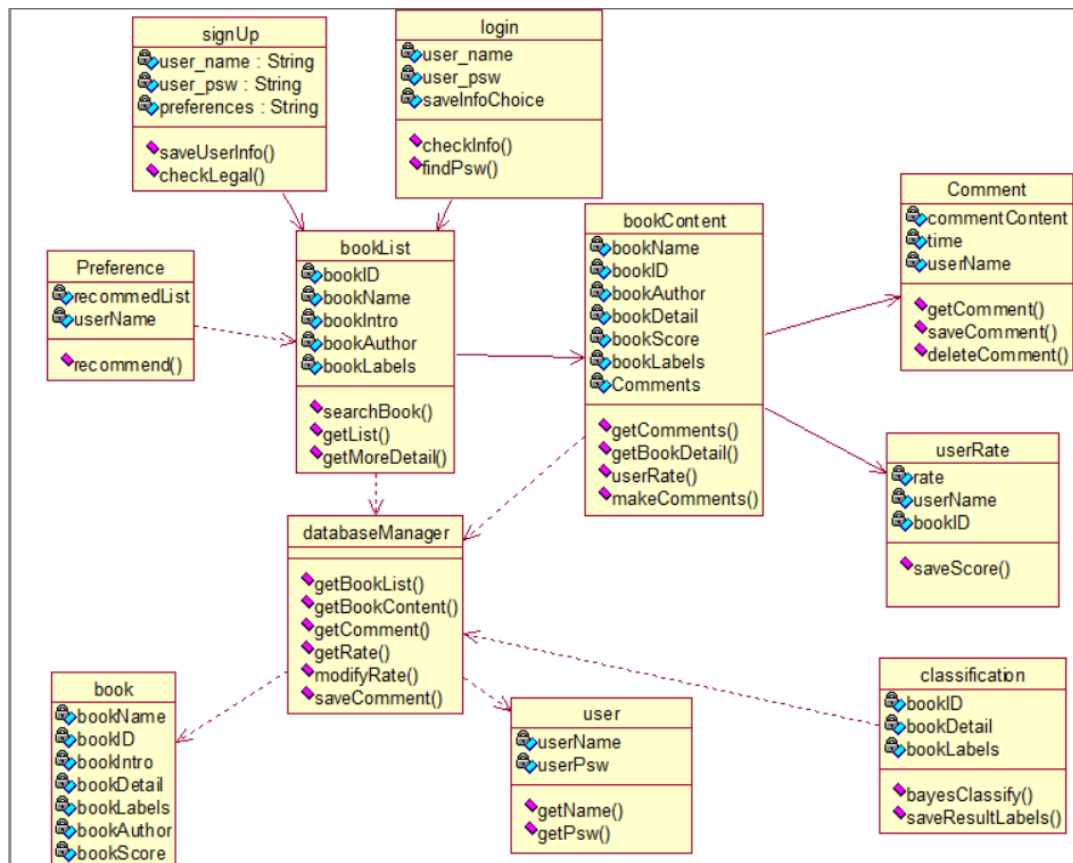 signUp
user_name : String
user_psw : String
preferences : String
saveUserInfo()
checkLegal()
login
user_name
user_psw
saveInfoChoice
checkInfo()
findPsw()
Preference
recommedList
userName
recommend()
bookList
bookID
bookName
bookIntro
bookAuthor
bookLabels
searchBook()
getList()
getMoreDetail()
bookContent
bookName
bookID
bookAuthor
bookDetail
bookScore
bookLabels
Comments
getComments()
getBookDetail()
userRate()
makeComments()
Comment
commentContent
time
userName
getComment()
saveComment()
deleteComment()
userRate
rate
userName
bookID
saveScore()
databaseManager
getBookList()
getBookContent()
getComment()
getRate()
modifyRate()
saveComment()
book
bookName
bookID
bookIntro
bookDetail
bookLabels
bookAuthor
bookScore
user
userName
userPsw
getName()
getPsw()
classification
bookID
bookDetail
bookLabels
bayesClassify()
saveResultLabels()